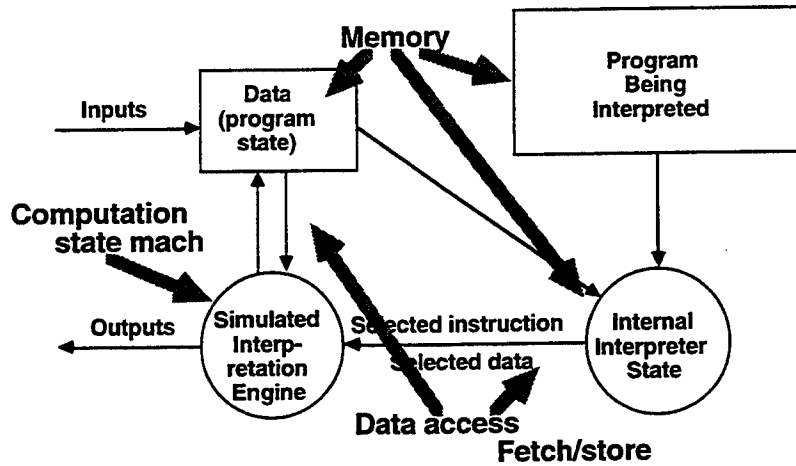 Memory
Program
Being
Interpreted
Data
(program
state)
Inputs
Computation
state mach
Outputs
Simulated
Interp-
retation
Engine
Selected instruction
Selected data
Internal
Interpreter
State
Data access
Fetch/store